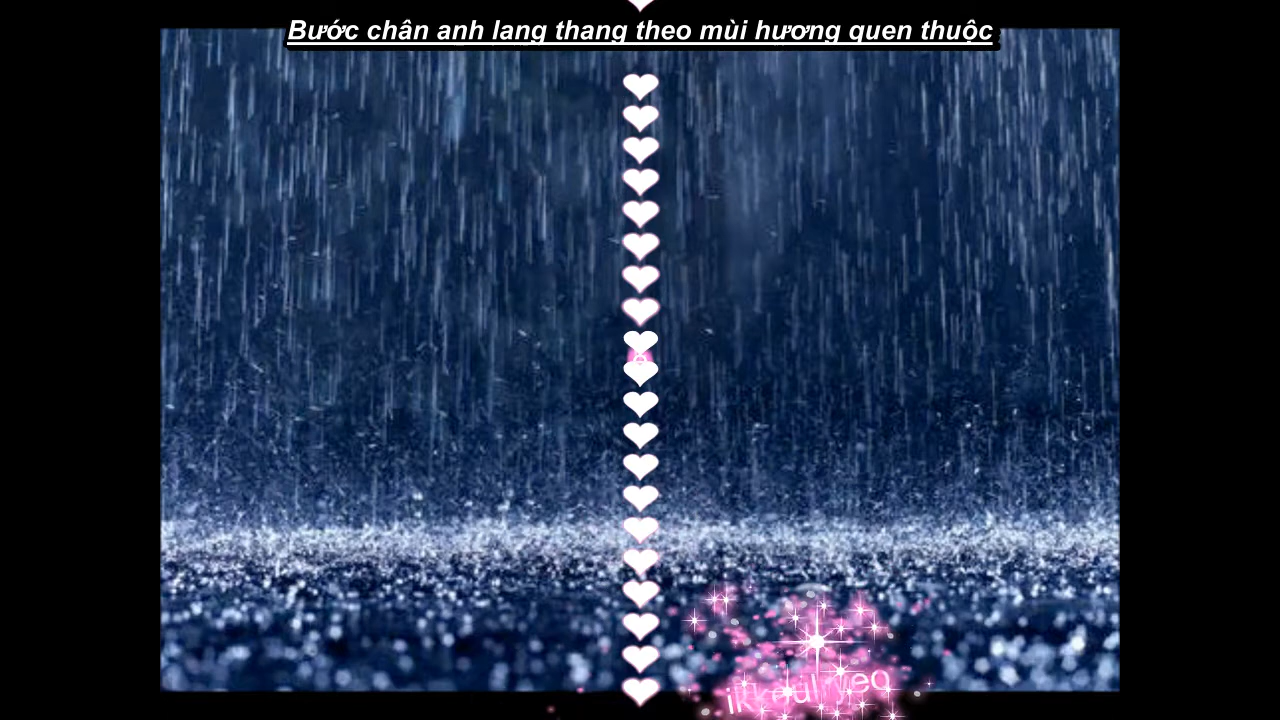 Bước chân anh lang thang theo mùi hương quen thuộc